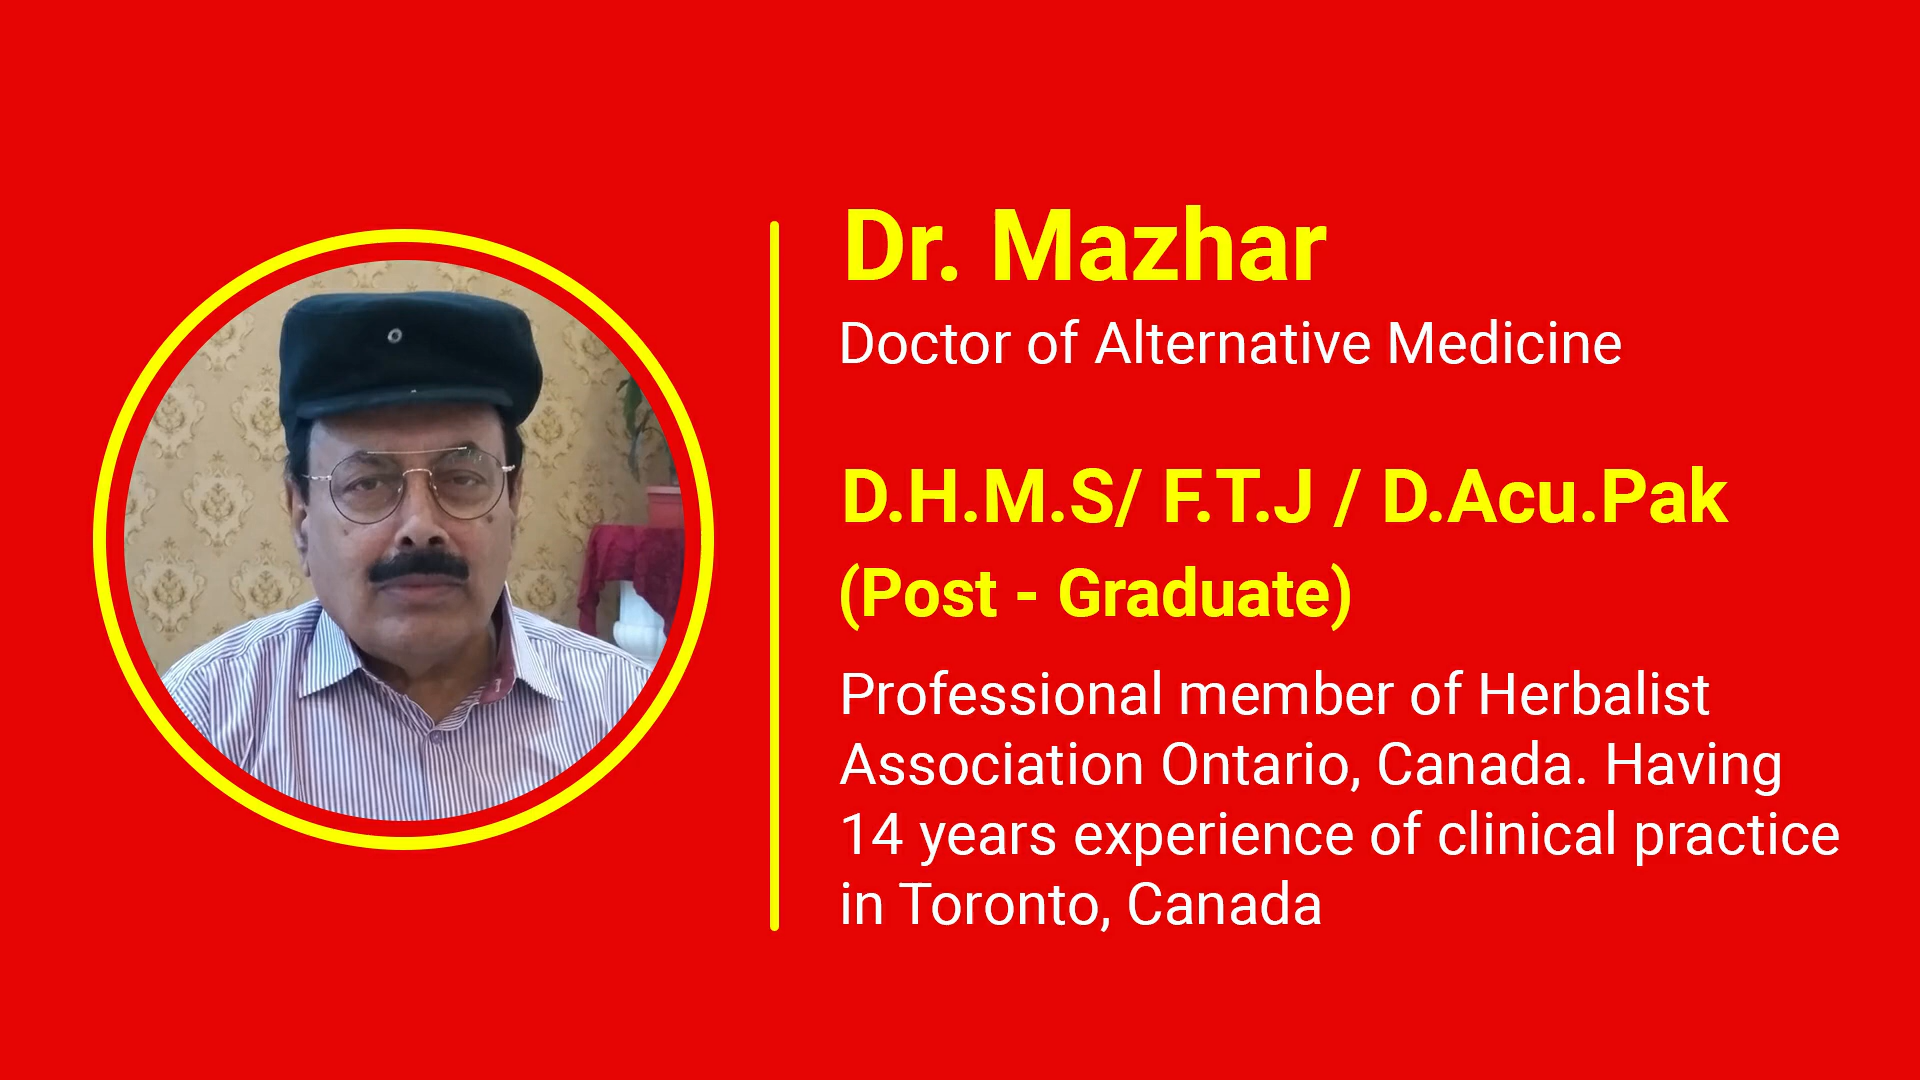 Dr. Mazhar
Doctor of Alternative Medicine
D.H.M.S/ F.T.J / D.Acu.Pak
(Post - Graduate)
Professional member of Herbalist
Association Ontario, Canada. Having
14 years experience of clinical practice
in Toronto, Canada